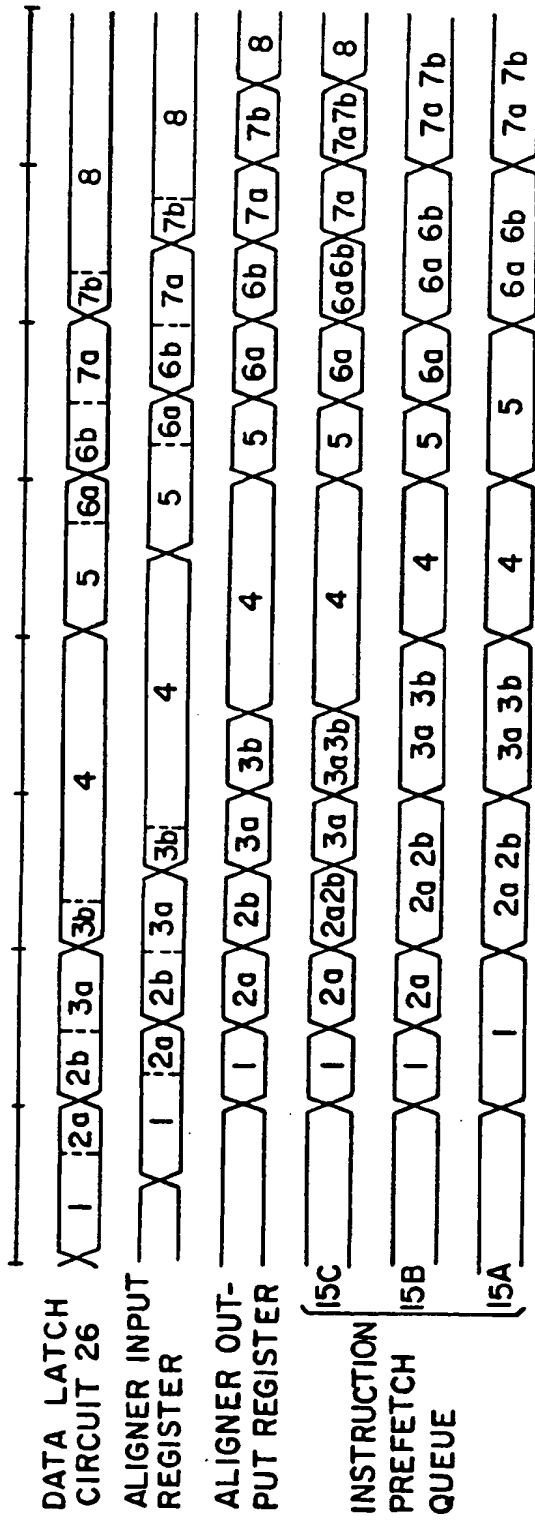 DATA LATCH
CIRCUIT 26
1 2a 2b 3a 3b 4 5 6a 6b 7a 7b 8
ALIGNER INPUT
REGISTER
1 2a 2b 3a 3b 4 5 6a 6b 7a 7b 8
ALIGNER OUT-
PUT REGISTER
1 2a 2b 3a 3b 4 5 6a 6b 7a 7b 8
INSTRUCTION
PREFETCH
QUEUE
15C
1 2a 2a2b 3a 3a3b 4 5 6a 6a6b 7a 7a7b 8
15B
1 2a 2a 2b 3a 3b 4 5 6a 6a 6b 7a 7b
15A
1 2a 2b 3a 3b 4 5 6a 6b 7a 7b